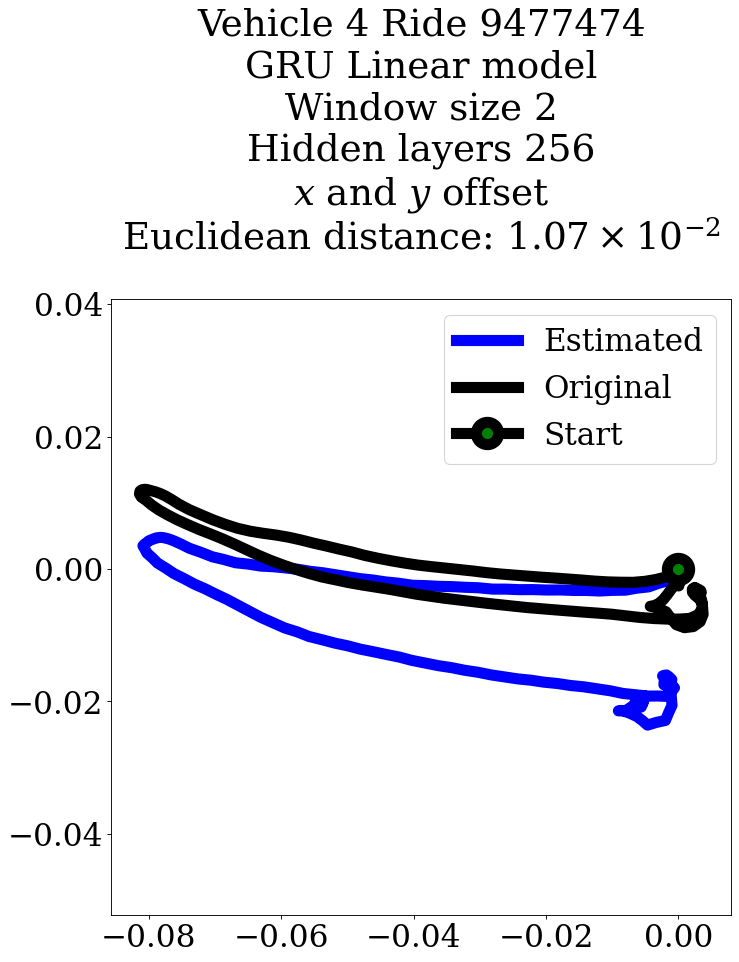 Vehicle 4 Ride 9477474
GRU Linear model
Window size 2
Hidden layers 256
x and y offset
Euclidean distance: 1.07 × 10⁻²
Estimated
Original
Start
0.04
0.02
0.00
−0.02
−0.04
−0.08 −0.06 −0.04 −0.02 0.00